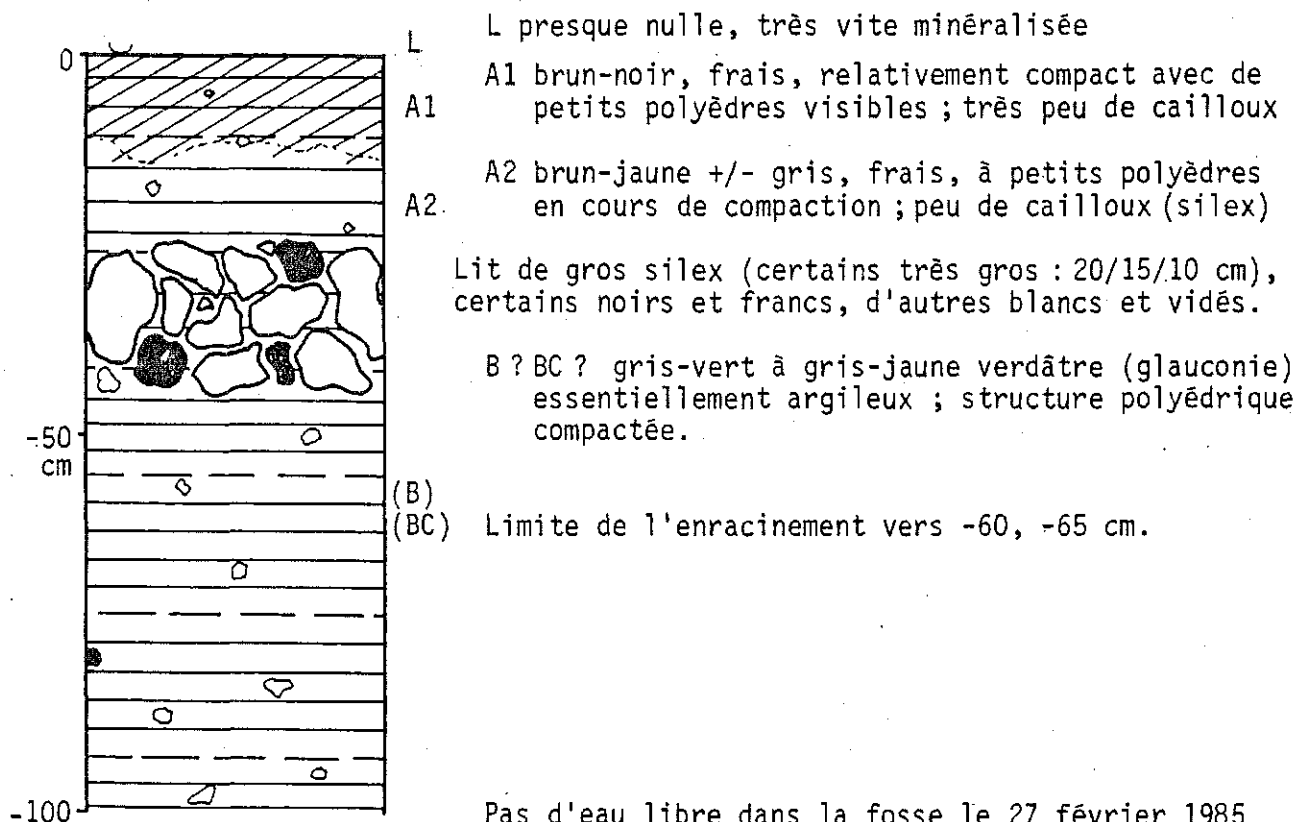 L
L presque nulle, très vite minéralisée
0
A1
A1 brun-noir, frais, relativement compact avec de
petits polyèdres visibles ; très peu de cailloux
A2
A2 brun-jaune +/- gris, frais, à petits polyèdres
en cours de compaction ; peu de cailloux (silex)
Lit de gros silex (certains très gros : 20/15/10 cm),
certains noirs et francs, d'autres blancs et vidés.
B ? BC ? gris-vert à gris-jaune verdâtre (glauconie)
essentiellement argileux ; structure polyédrique
compactée.
-50
cm
(B)
(BC)
Limite de l'enracinement vers -60, -65 cm.
-100
Pas d'eau libre dans la fosse le 27 février 1985